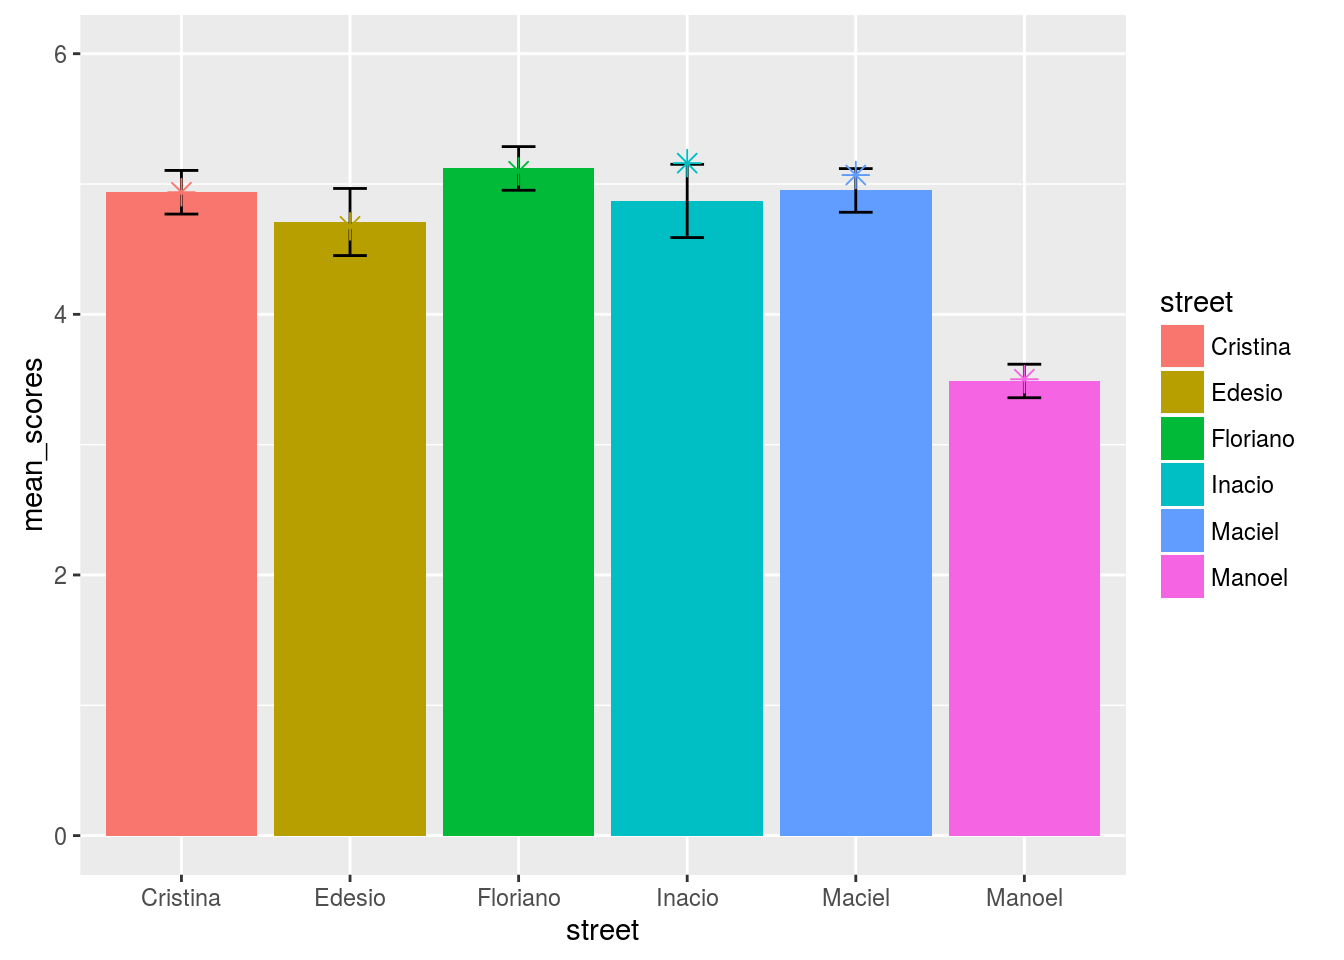 6
4
2
0
mean_scores
Cristina Edesio Floriano Inacio Maciel Manoel
street
street
Cristina
Edesio
Floriano
Inacio
Maciel
Manoel